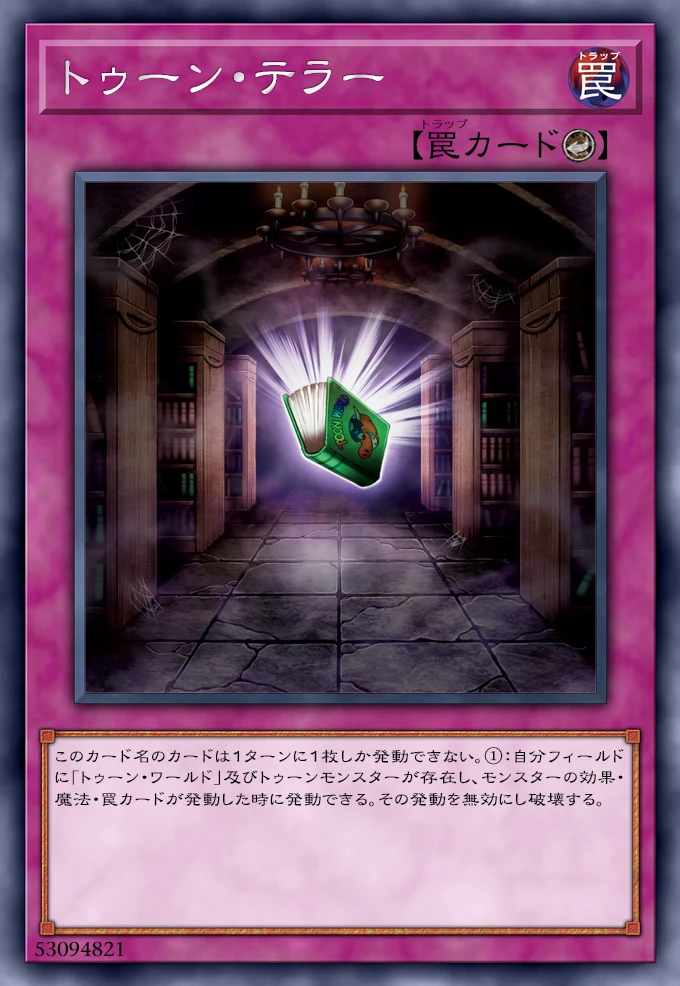 トゥーン・テラー
トラップ
罠
トラップ
【罠カード】
TOON WORLD
このカード名のカードは1ターンに1枚しか発動できない。①：自分フィールド
に「トゥーン・ワールド」及びトゥーンモンスターが存在し、モンスターの効果・
魔法・罠カードが発動した時に発動できる。その発動を無効にし破壊する。
53094821